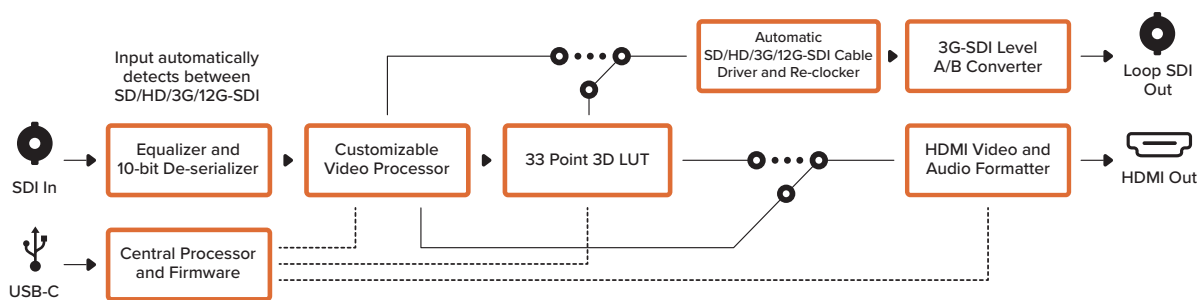 Input automatically
detects between
SD/HD/3G/12G-SDI
Automatic
SD/HD/3G/12G-SDI Cable
Driver and Re-clocker
3G-SDI Level
A/B Converter
Loop SDI
Out
SDI In
Equalizer and
10-bit De-serializer
Customizable
Video Processor
33 Point 3D LUT
HDMI Video and
Audio Formatter
HDMI Out
USB-C
Central Processor
and Firmware